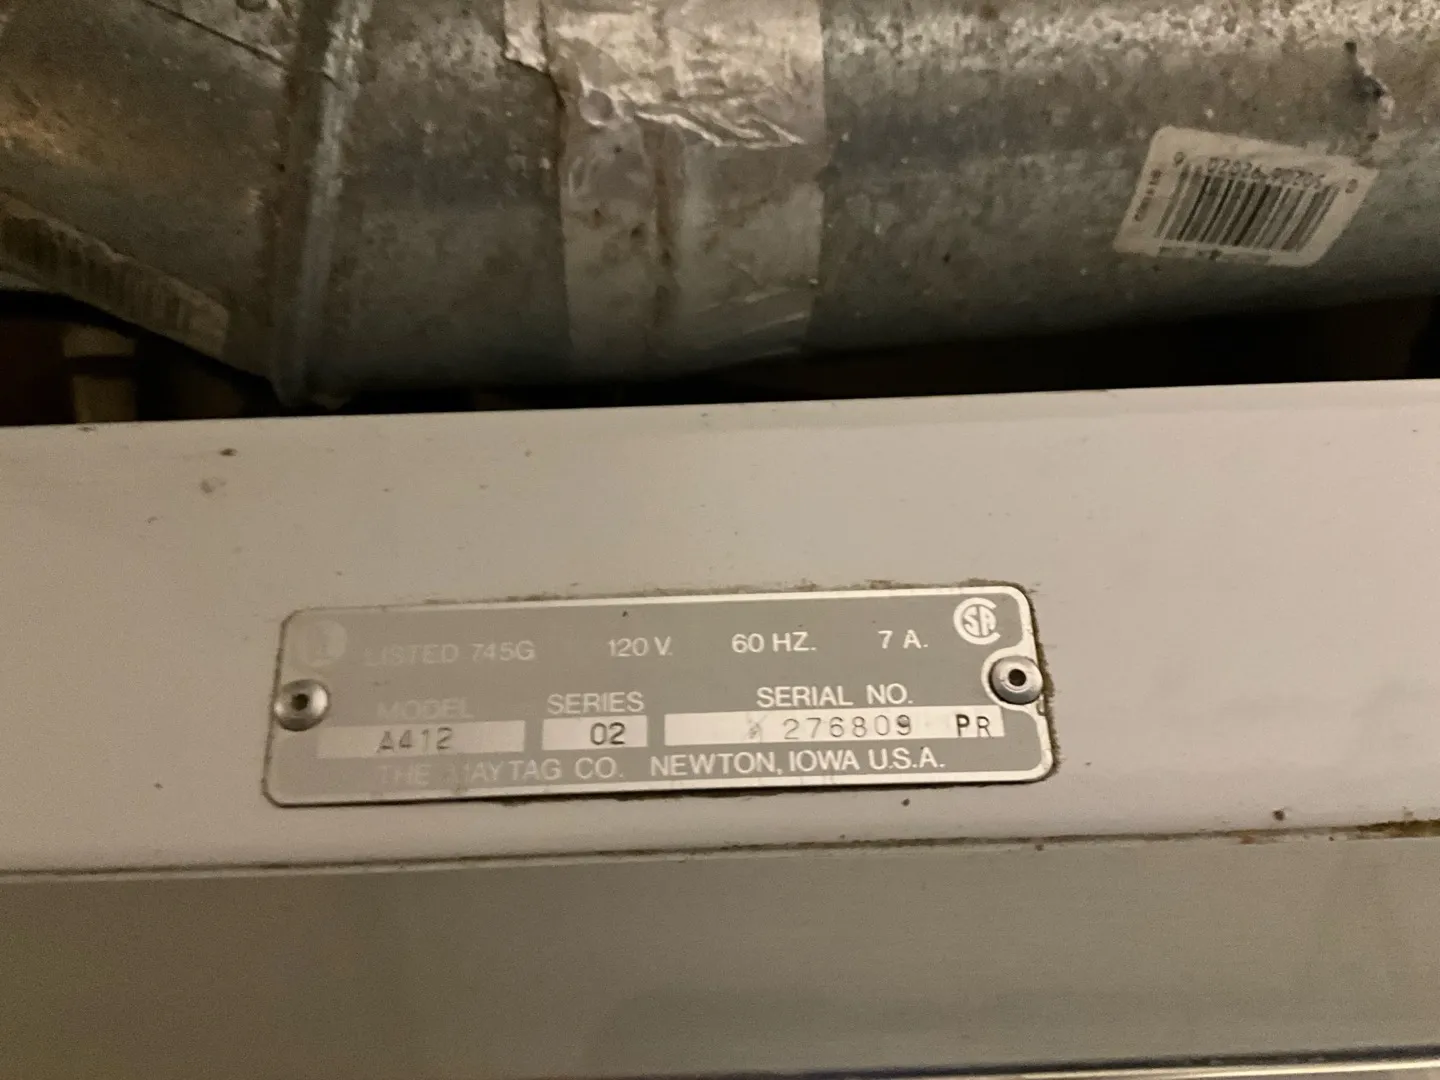 LISTED 745G 120 V. 60 HZ. 7 A. SA
MODEL SERIES SERIAL NO.
A412 02 276809 PR
THE MAYTAG CO. NEWTON, IOWA U.S.A.